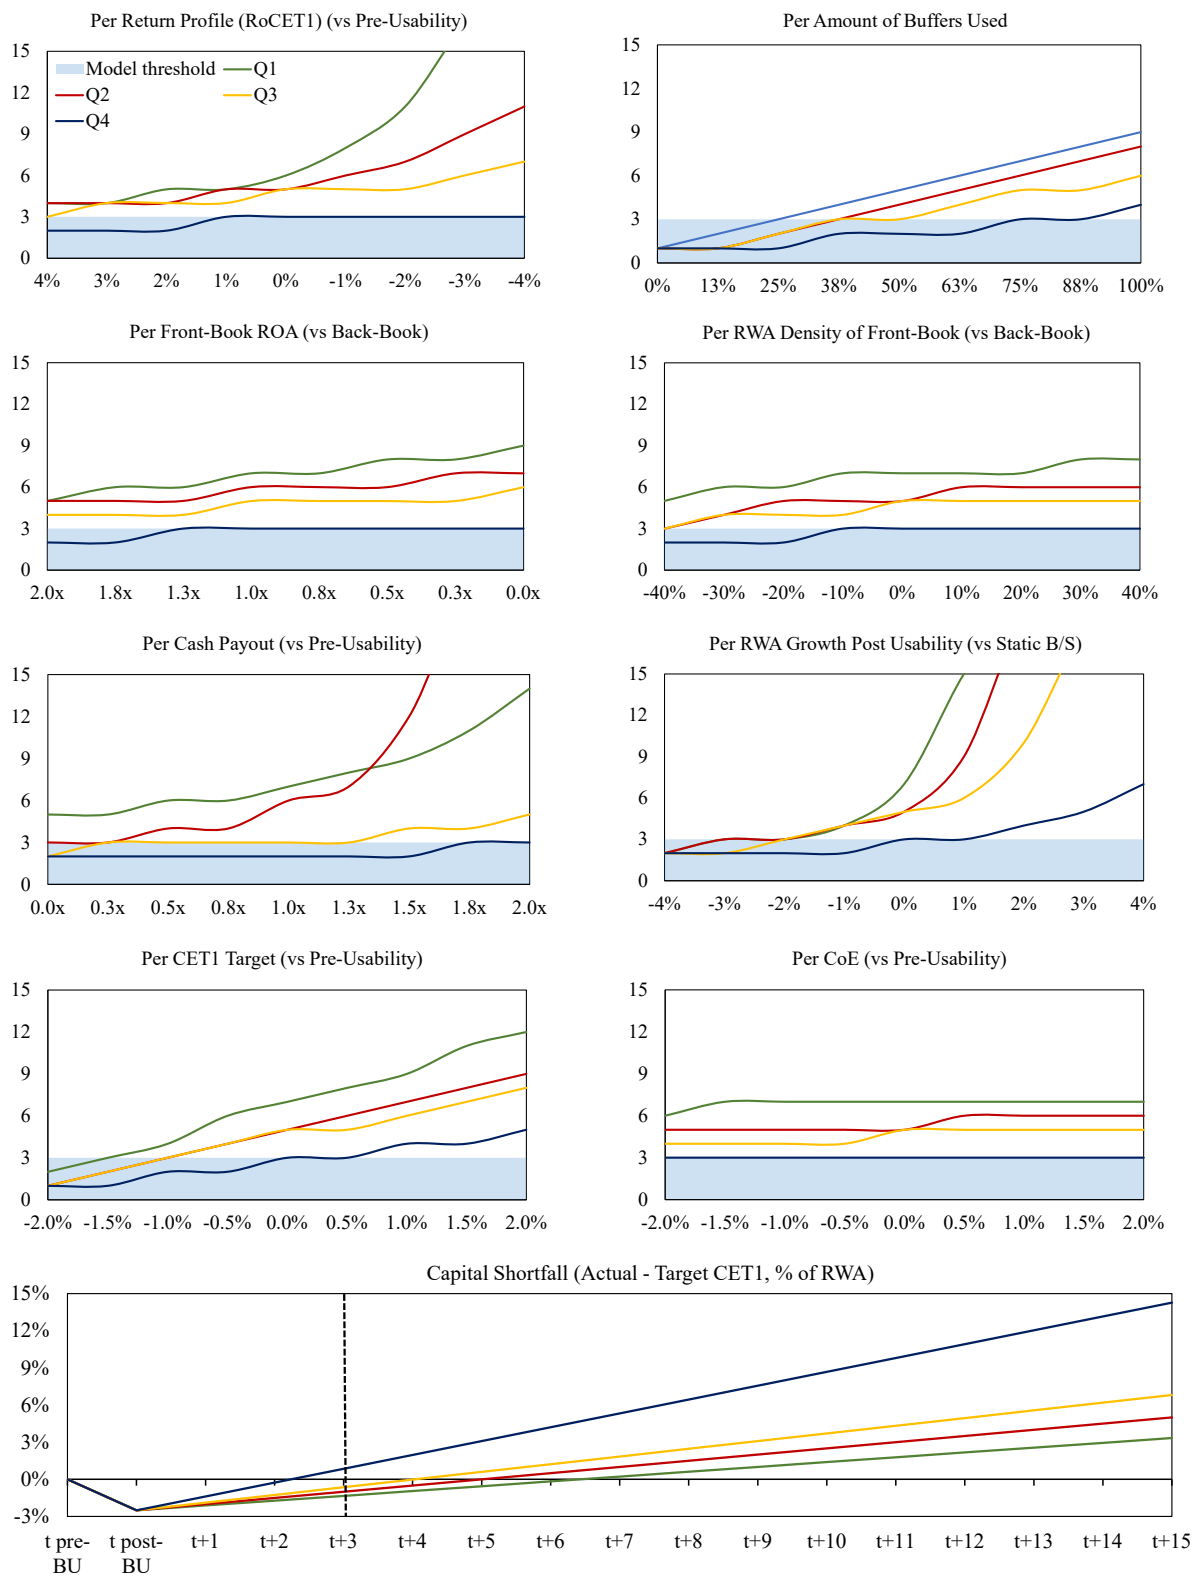 Per Return Profile (RoCET1) (vs Pre-Usability)
15
12
9
6
3
0
Model threshold Q1
Q2 Q3
Q4
4% 3% 2% 1% 0% -1% -2% -3% -4%
Per Amount of Buffers Used
15
12
9
6
3
0
0% 13% 25% 38% 50% 63% 75% 88% 100%
Per Front-Book ROA (vs Back-Book)
15
12
9
6
3
0
2.0x 1.8x 1.3x 1.0x 0.8x 0.5x 0.3x 0.0x
Per RWA Density of Front-Book (vs Back-Book)
15
12
9
6
3
0
-40% -30% -20% -10% 0% 10% 20% 30% 40%
Per Cash Payout (vs Pre-Usability)
15
12
9
6
3
0
0.0x 0.3x 0.5x 0.8x 1.0x 1.3x 1.5x 1.8x 2.0x
Per RWA Growth Post Usability (vs Static B/S)
15
12
9
6
3
0
-4% -3% -2% -1% 0% 1% 2% 3% 4%
Per CET1 Target (vs Pre-Usability)
15
12
9
6
3
0
-2.0% -1.5% -1.0% -0.5% 0.0% 0.5% 1.0% 1.5% 2.0%
Per CoE (vs Pre-Usability)
15
12
9
6
3
0
-2.0% -1.5% -1.0% -0.5% 0.0% 0.5% 1.0% 1.5% 2.0%
Capital Shortfall (Actual - Target CET1, % of RWA)
15%
12%
9%
6%
3%
0%
-3%
t pre- t post- t+1 t+2 t+3 t+4 t+5 t+6 t+7 t+8 t+9 t+10 t+11 t+12 t+13 t+14 t+15
BU BU